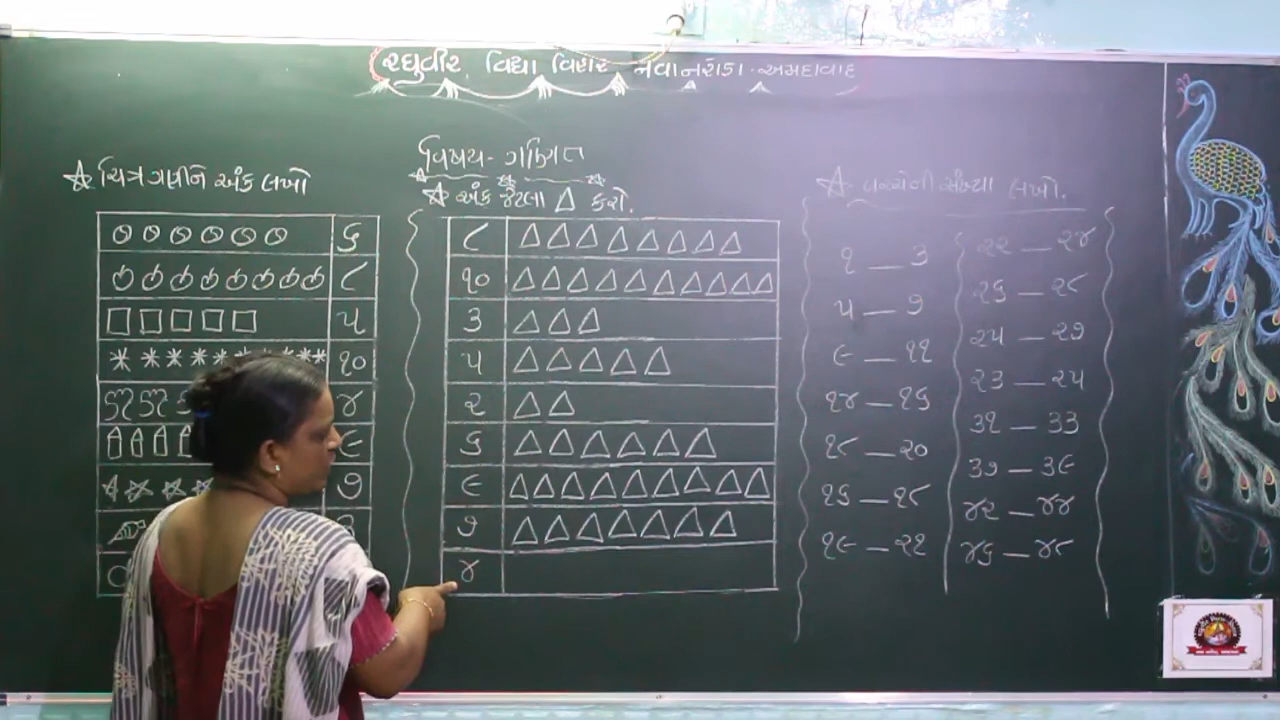 રઘુવીર વિદ્યા વિહાર નવાનરોડા - અમદાવાદ
વિષય - ગણિત
ચિત્ર ગણીને અંક લખો
૬
૮
૫
૧૦
૪
૯
૭
અંક જેટલા △ કરો.
૮
૧૦
૩
૫
૨
૬
૯
૭
૪
વચ્ચેની સંખ્યા લખો.
૧ — ૩
૫ — ૭
૯ — ૧૧
૧૪ — ૧૬
૧૮ — ૨૦
૧૬ — ૧૮
૧૯ — ૨૧
૨૨ — ૨૪
૨૬ — ૨૮
૨૫ — ૨૭
૨૩ — ૨૫
૩૧ — ૩૩
૩૭ — ૩૯
૪૨ — ૪૪
૪૬ — ૪૮